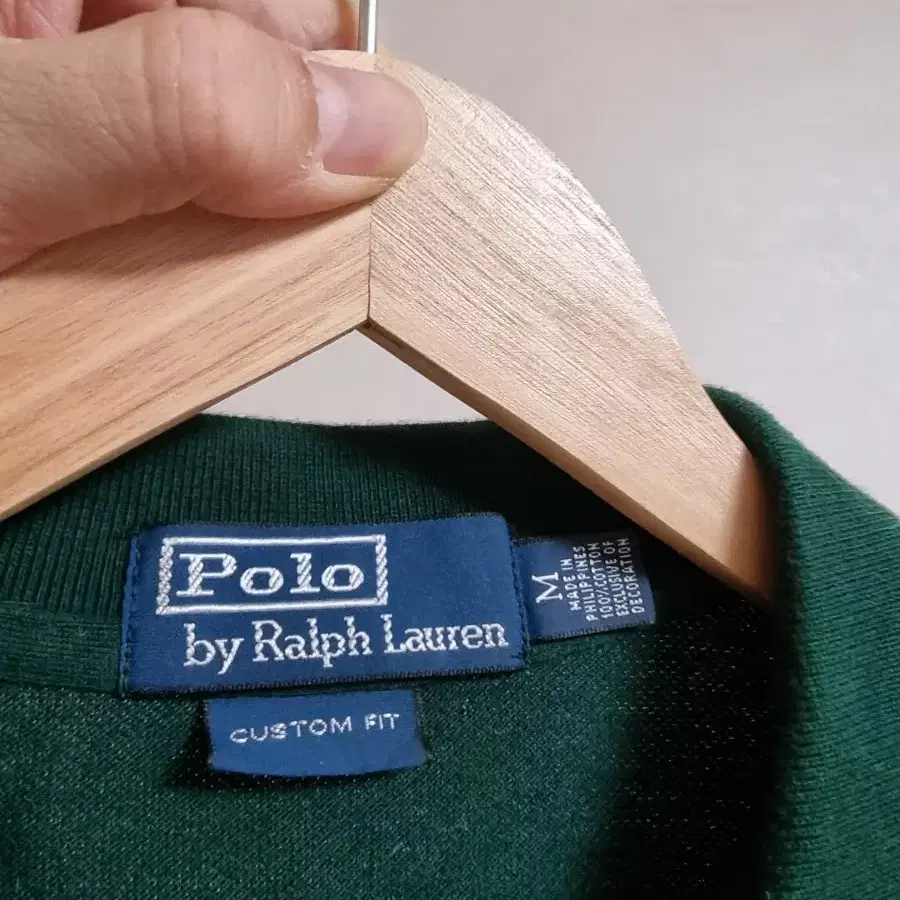 Polo
by Ralph Lauren
M
MADE IN
PHILIPPINES
100%COTTON
EXCLUSIVE OF
DECORATION
CUSTOM FIT